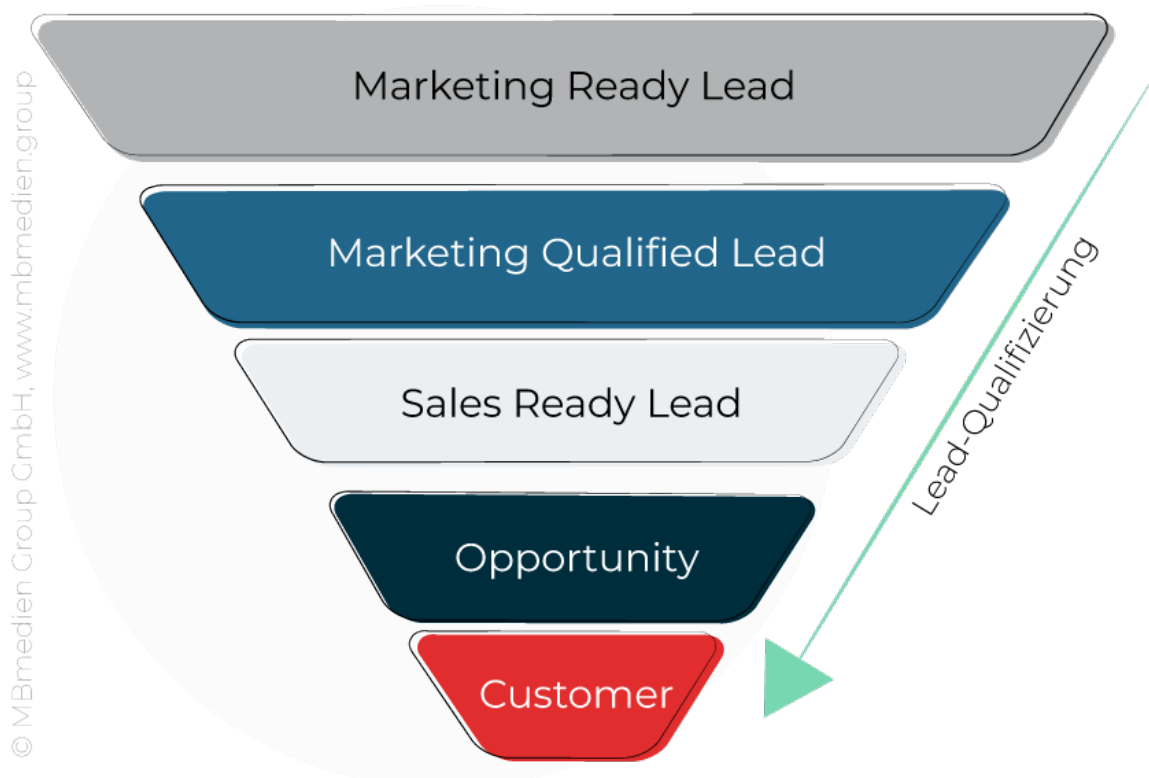 Marketing Ready Lead
Marketing Qualified Lead
Sales Ready Lead
Opportunity
Customer
Lead-Qualifizierung
© MBmedien Group GmbH, www.mbmedien.group